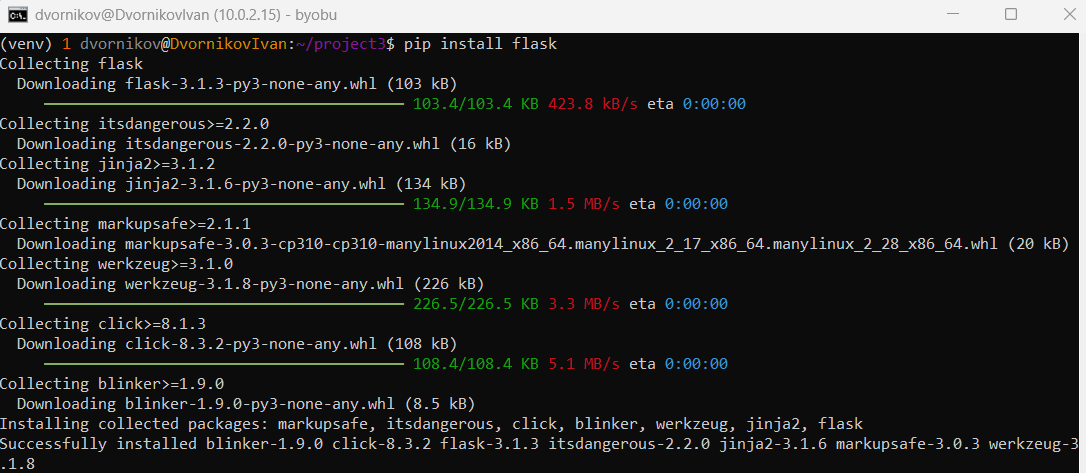 dvornikov@DvornikovIvan (10.0.2.15) - byobu
(venv) 1 dvornikov@DvornikovIvan:~/project3$ pip install flask
Collecting flask
  Downloading flask-3.1.3-py3-none-any.whl (103 kB)
103.4/103.4 KB 423.8 kB/s eta 0:00:00
Collecting itsdangerous>=2.2.0
  Downloading itsdangerous-2.2.0-py3-none-any.whl (16 kB)
Collecting jinja2>=3.1.2
  Downloading jinja2-3.1.6-py3-none-any.whl (134 kB)
134.9/134.9 KB 1.5 MB/s eta 0:00:00
Collecting markupsafe>=2.1.1
  Downloading markupsafe-3.0.3-cp310-cp310-manylinux2014_x86_64.manylinux_2_17_x86_64.manylinux_2_28_x86_64.whl (20 kB)
Collecting werkzeug>=3.1.0
  Downloading werkzeug-3.1.8-py3-none-any.whl (226 kB)
226.5/226.5 KB 3.3 MB/s eta 0:00:00
Collecting click>=8.1.3
  Downloading click-8.3.2-py3-none-any.whl (108 kB)
108.4/108.4 KB 5.1 MB/s eta 0:00:00
Collecting blinker>=1.9.0
  Downloading blinker-1.9.0-py3-none-any.whl (8.5 kB)
Installing collected packages: markupsafe, itsdangerous, click, blinker, werkzeug, jinja2, flask
Successfully installed blinker-1.9.0 click-8.3.2 flask-3.1.3 itsdangerous-2.2.0 jinja2-3.1.6 markupsafe-3.0.3 werkzeug-3
.1.8